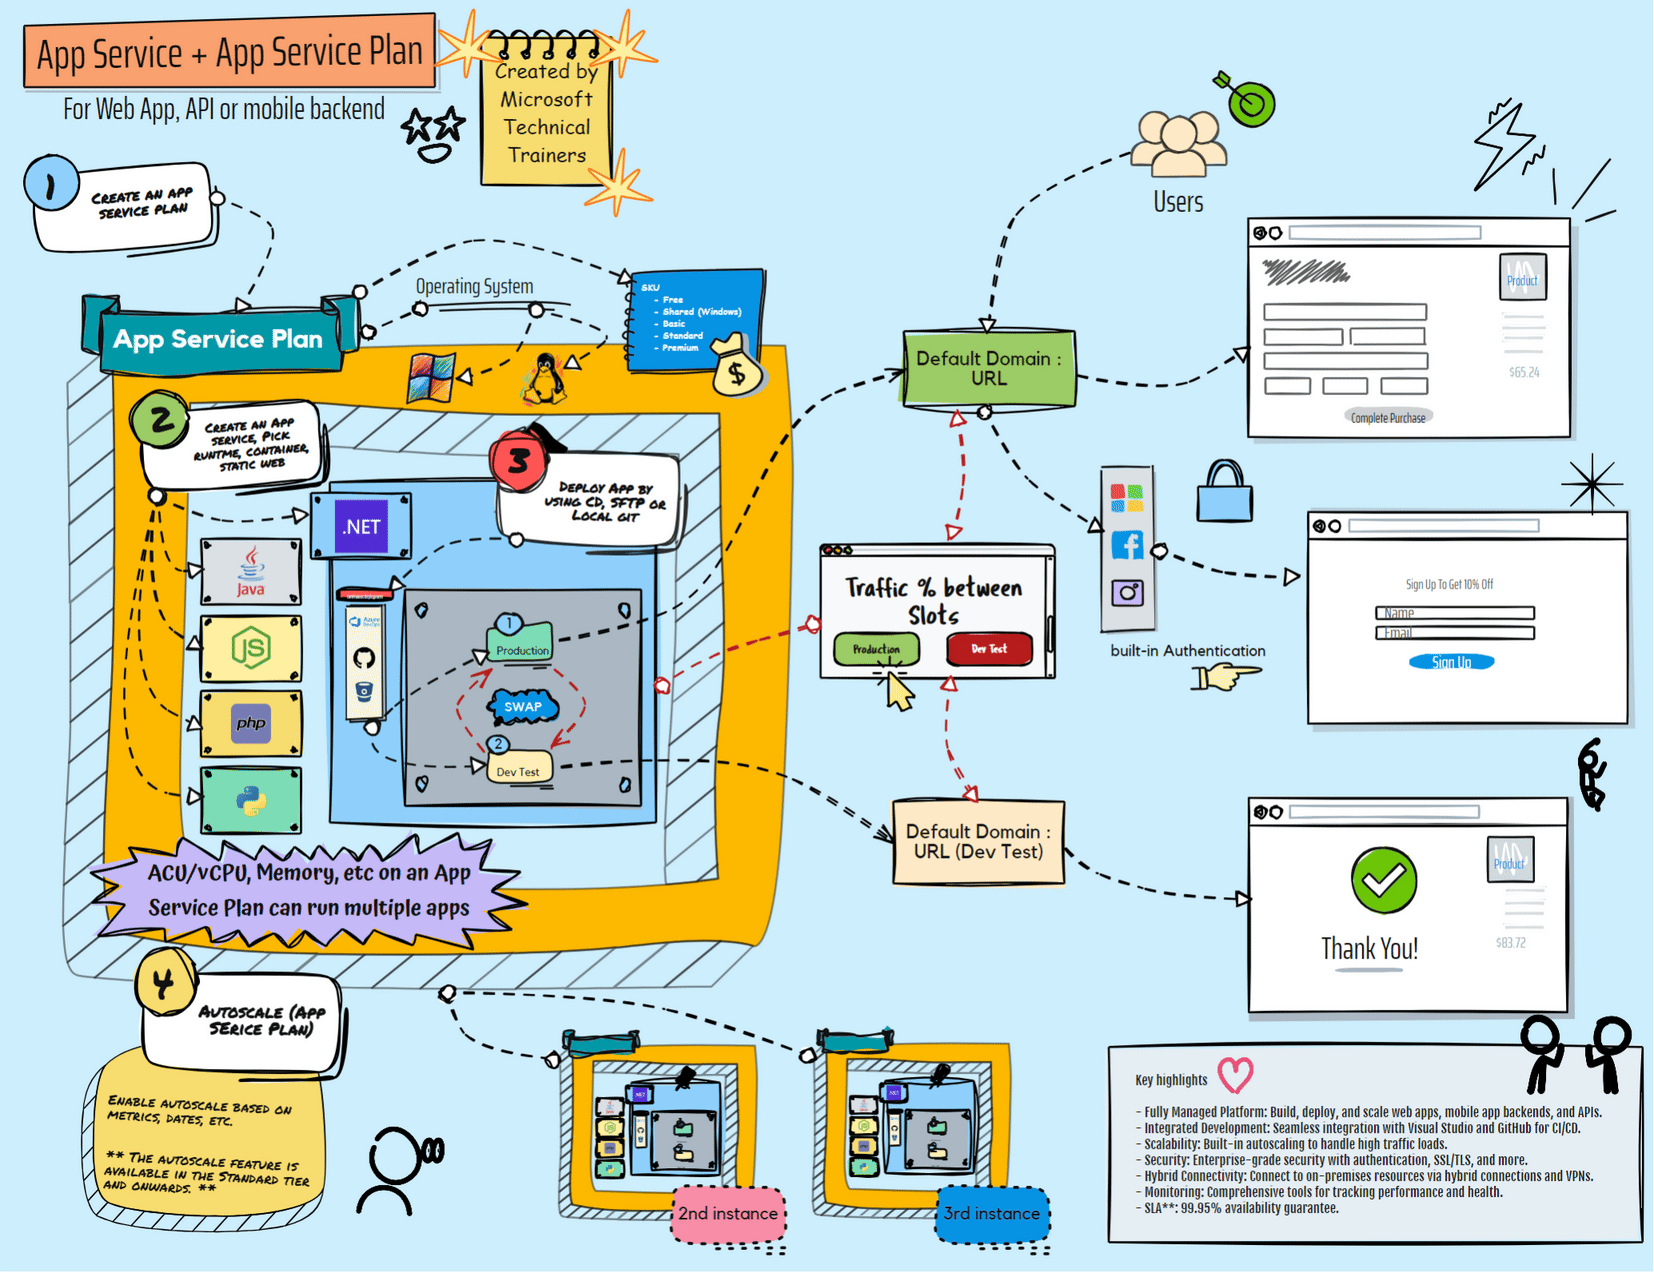 App Service + App Service Plan
For Web App, API or mobile backend
Created by
Microsoft
Technical
Trainers
1
Create an app
service plan
Users
Operating System
SKU
- Free
- Shared (Windows)
- Basic
- Standard
- Premium
$
App Service Plan
2
Create an App
service, Pick
runtme, container,
static web
3
Deploy App by
using CD, SFTP or
Local git
.NET
Java
JS
php
Azure
DevOps
1
Production
SWAP
2
Dev Test
ACU/vCPU, Memory, etc on an App
Service Plan can run multiple apps
Default Domain :
URL
Traffic % between
Slots
Production
Dev Test
Default Domain :
URL (Dev Test)
built-in Authentication
Product
$65.24
Complete Purchase
Sign Up To Get 10% Off
Name
Email
Sign Up
Product
$83.72
Thank You!
4
Autoscale (App
SErice Plan)
Enable autoscale based on
metrics, dates, etc.
** The autoscale feature is
available in the Standard tier
and onwards. **
.NET
Java
JS
php
2nd instance
.NET
Java
JS
php
3rd instance
Key highlights
- Fully Managed Platform: Build, deploy, and scale web apps, mobile app backends, and APIs.
- Integrated Development: Seamless integration with Visual Studio and GitHub for CI/CD.
- Scalability: Built-in autoscaling to handle high traffic loads.
- Security: Enterprise-grade security with authentication, SSL/TLS, and more.
- Hybrid Connectivity: Connect to on-premises resources via hybrid connections and VPNs.
- Monitoring: Comprehensive tools for tracking performance and health.
- SLA**: 99.95% availability guarantee.